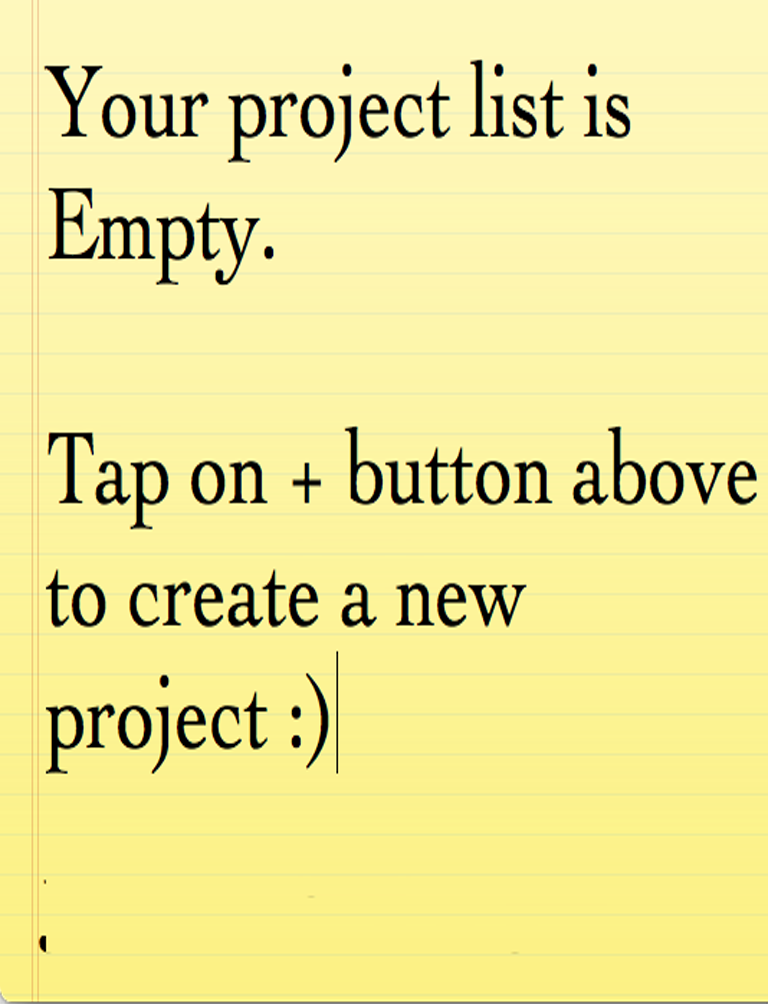 Your project list is
Empty.
Tap on + button above
to create a new
project :)